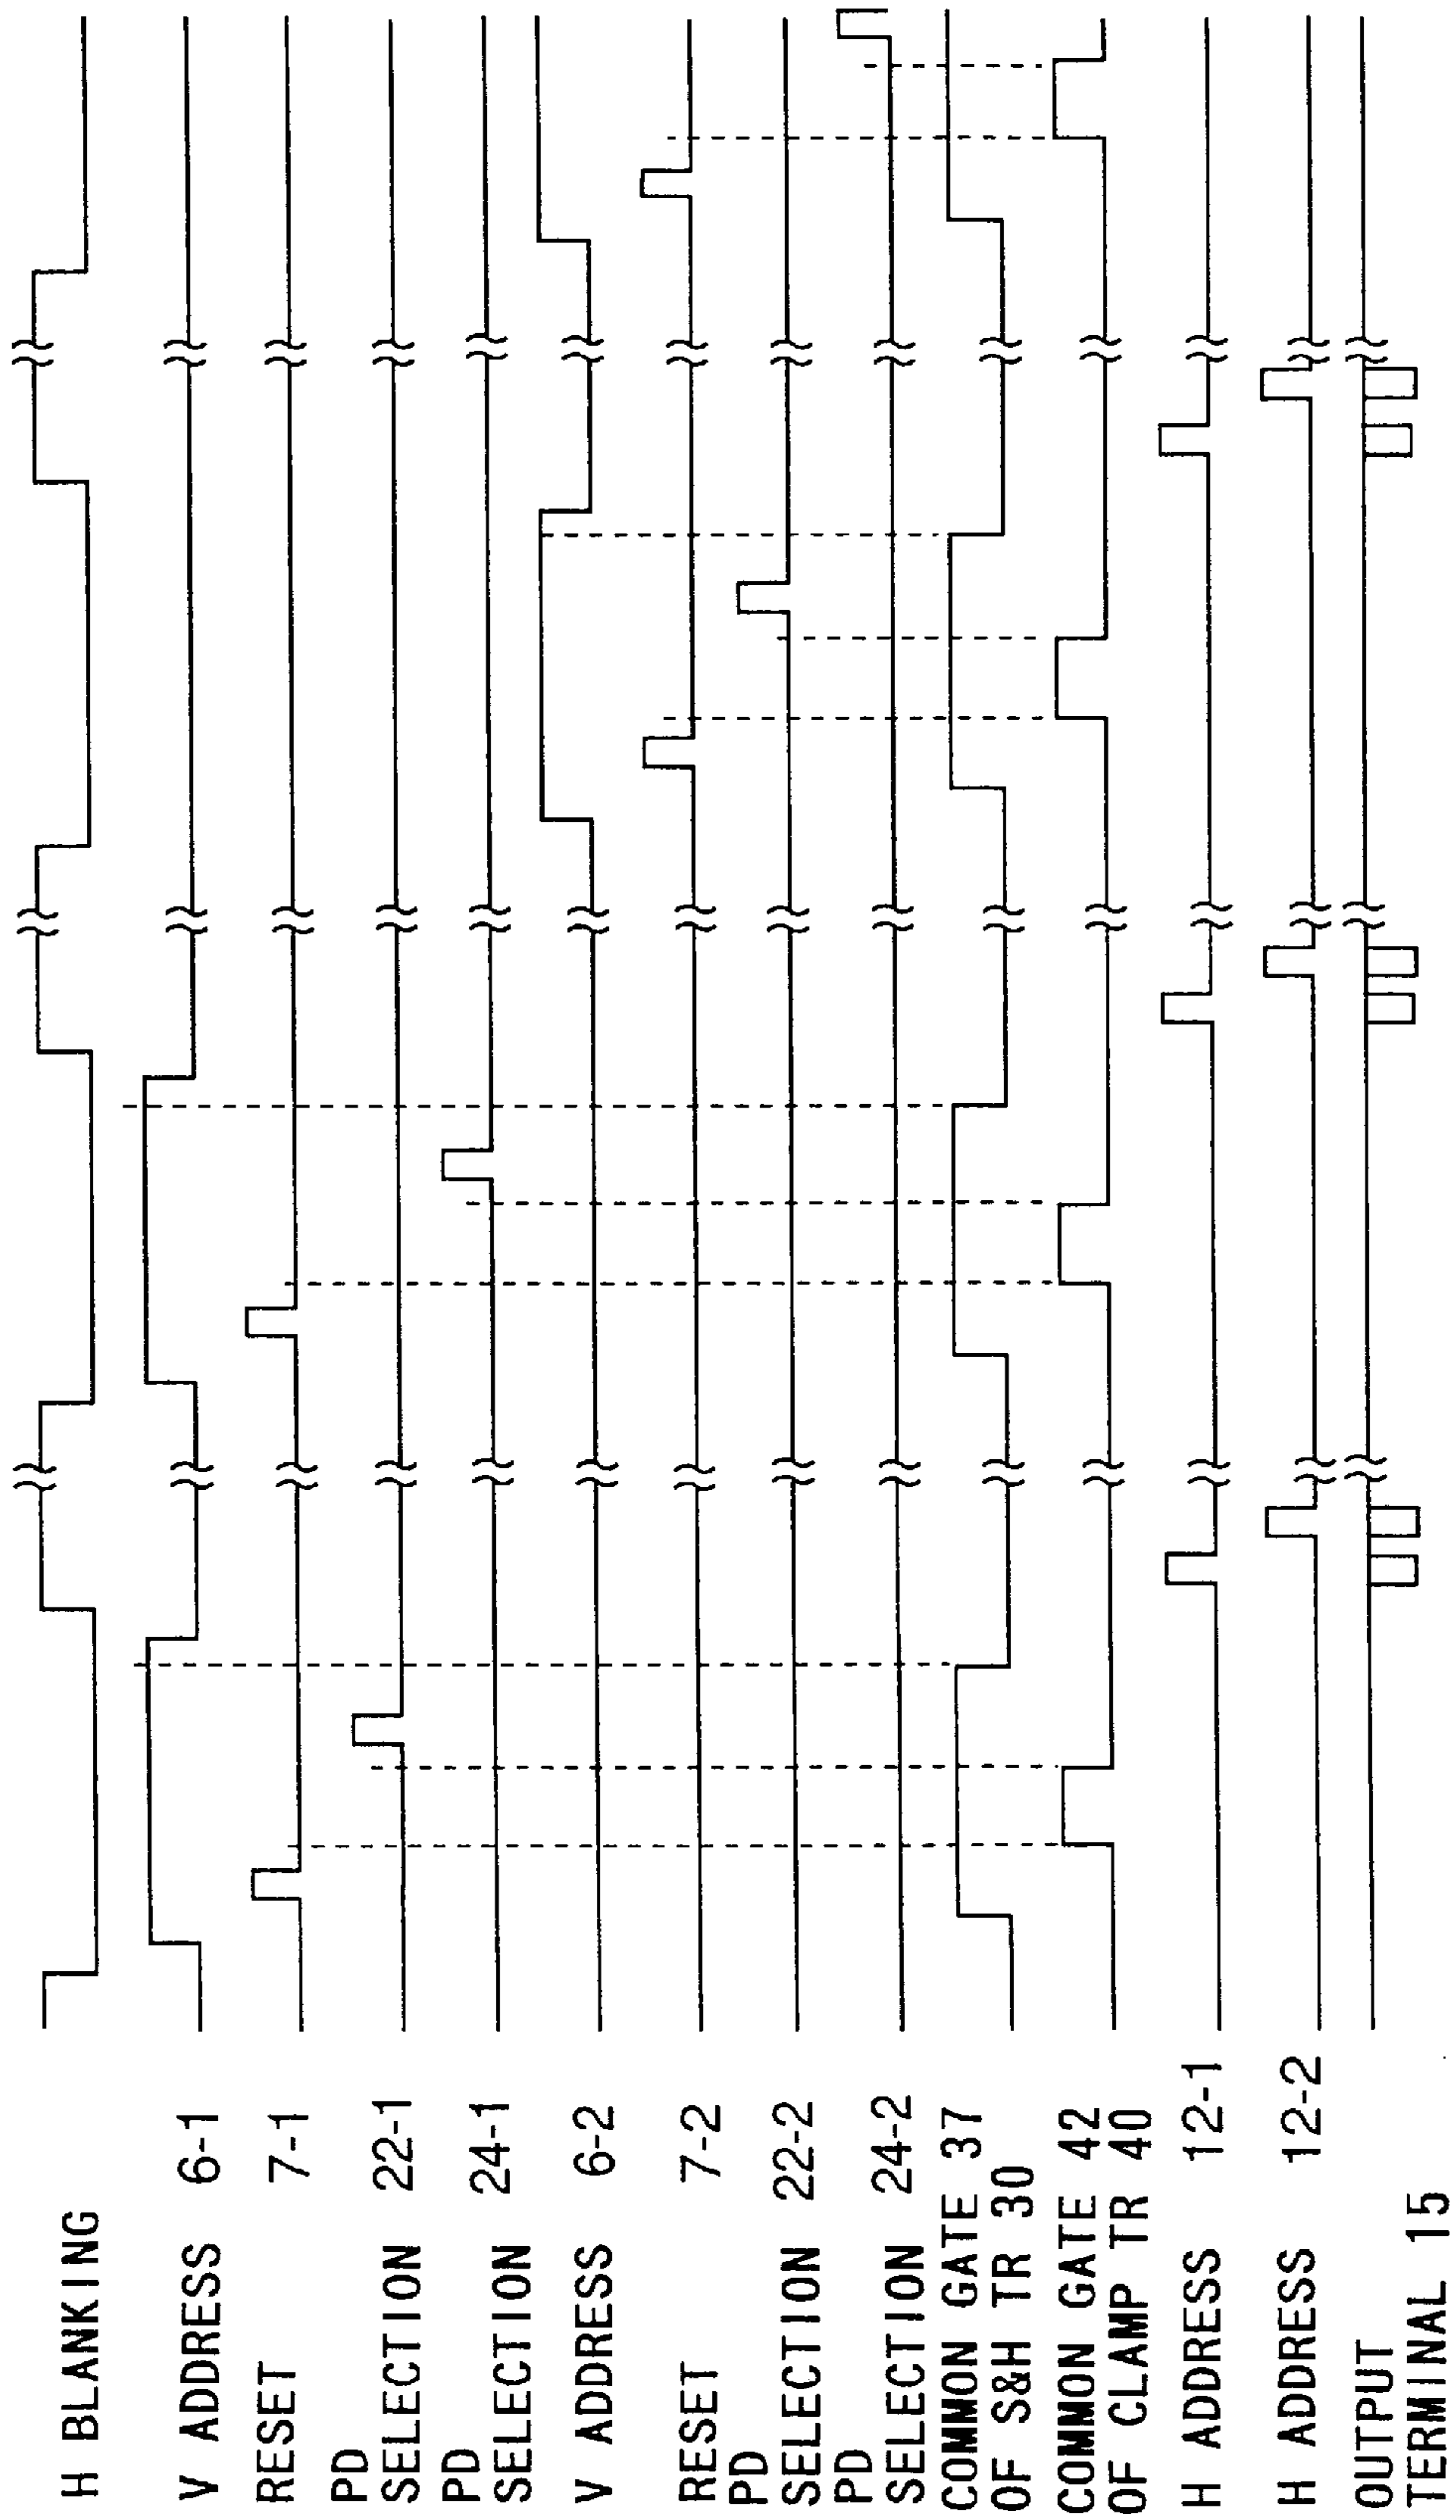 H BLANKING
V ADDRESS 6-1
RESET 7-1
PD
SELECTION 22-1
PD
SELECTION 24-1
V ADDRESS 6-2
RESET 7-2
PD
SELECTION 22-2
PD
SELECTION 24-2
COMMON GATE 37
OF S&H TR 30
COMMON GATE 42
OF CLAMP TR 40
H ADDRESS 12-1
H ADDRESS 12-2
OUTPUT
TERMINAL 15